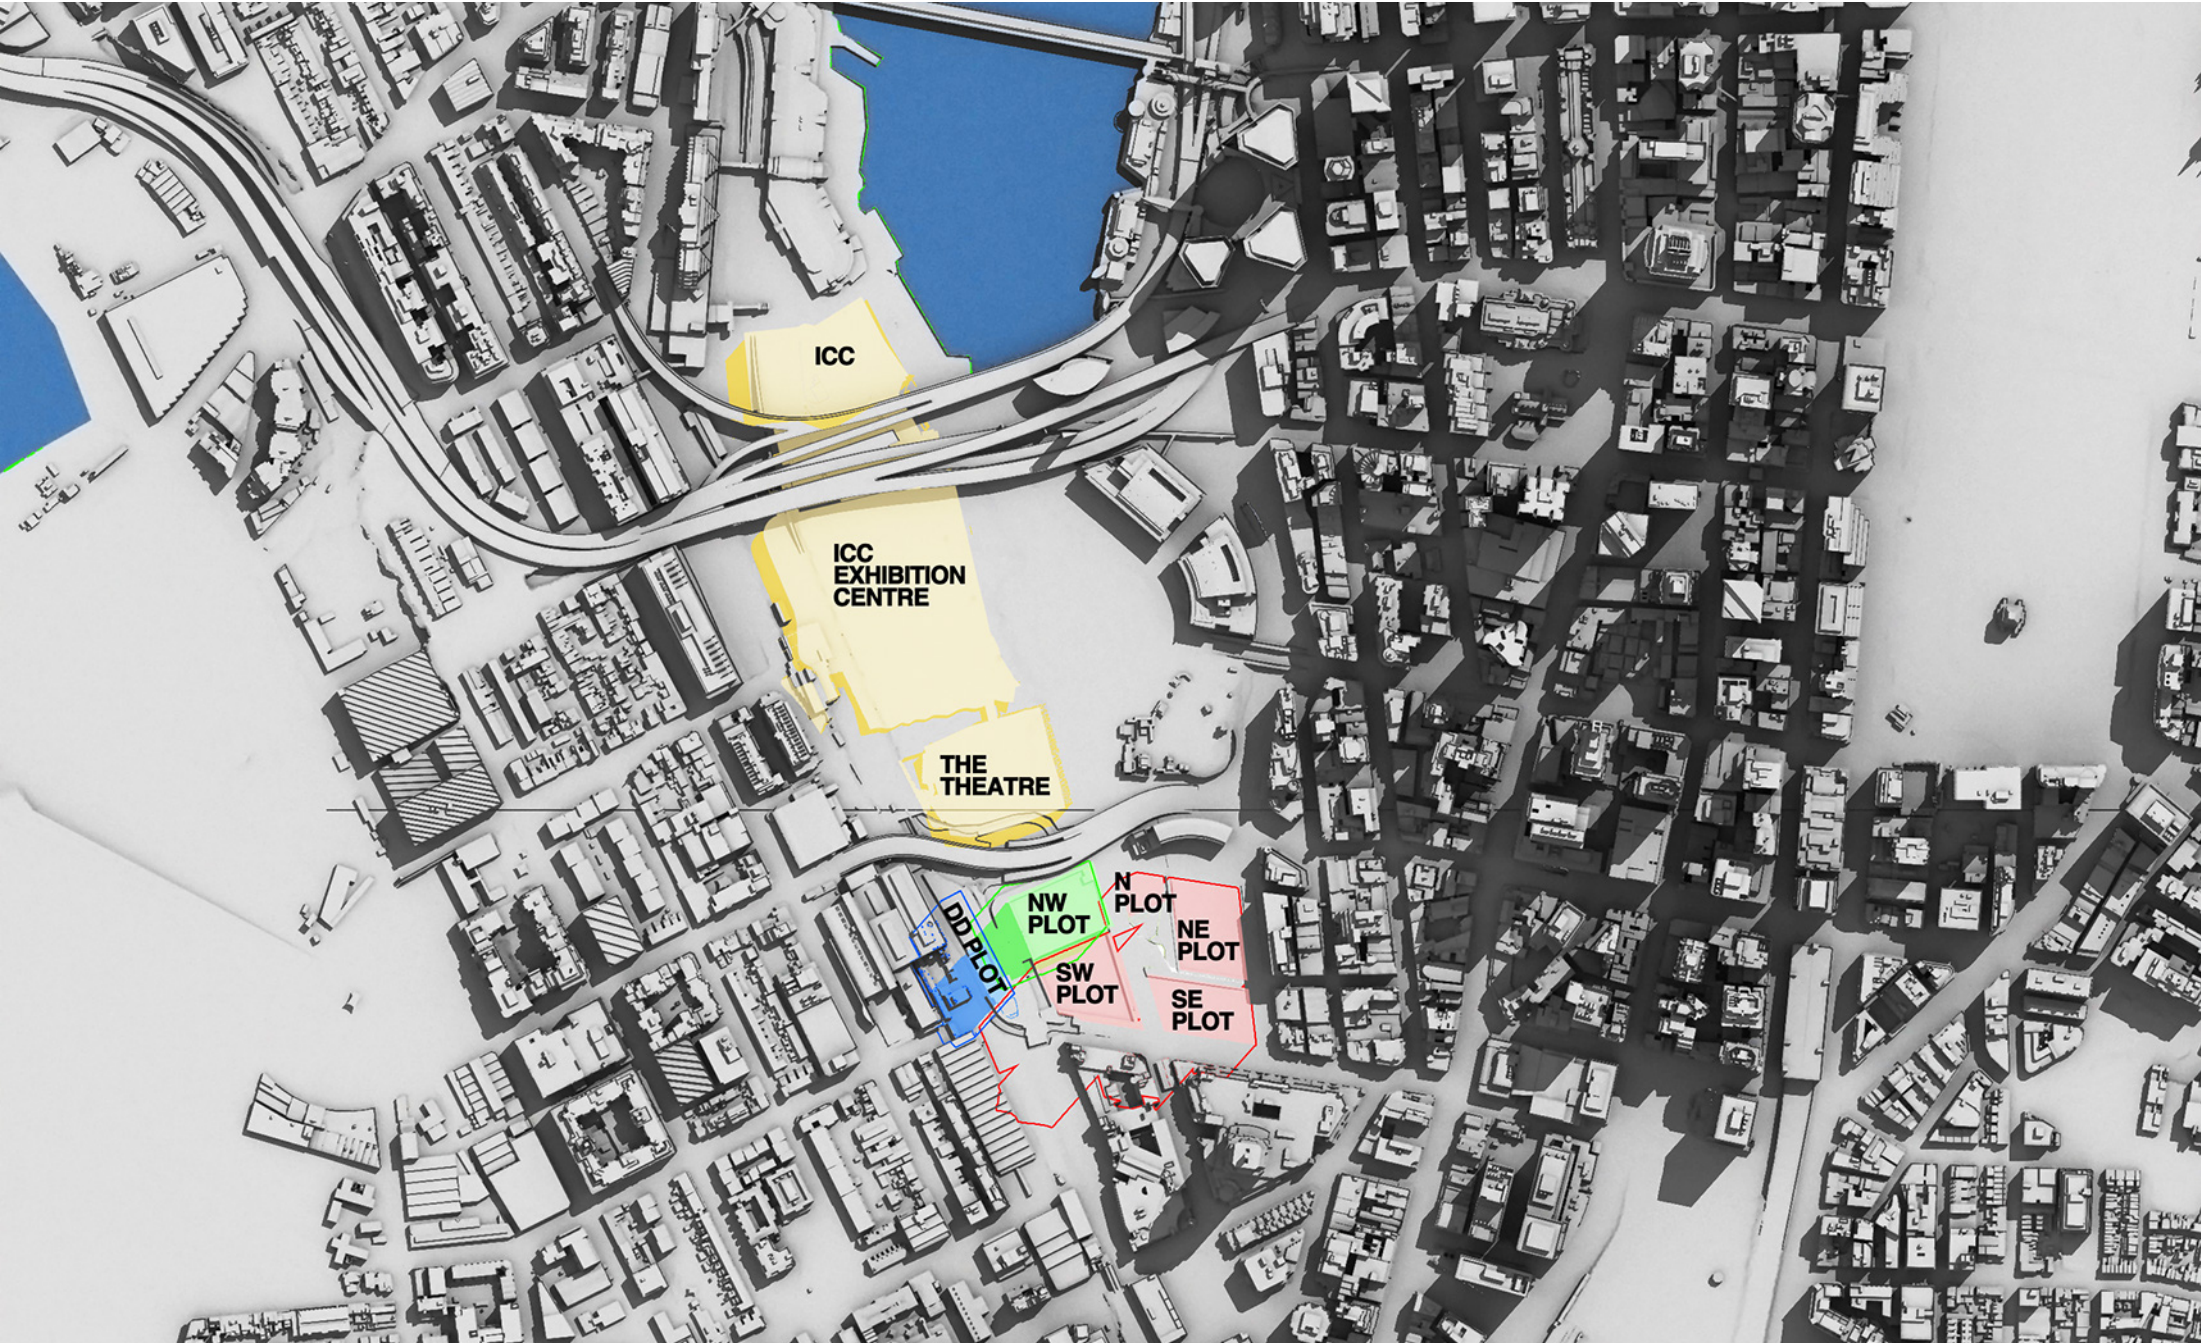 ICC
ICC
EXHIBITION
CENTRE
THE
THEATRE
DD PLOT
NW
PLOT
N
PLOT
NE
PLOT
SW
PLOT
SE
PLOT